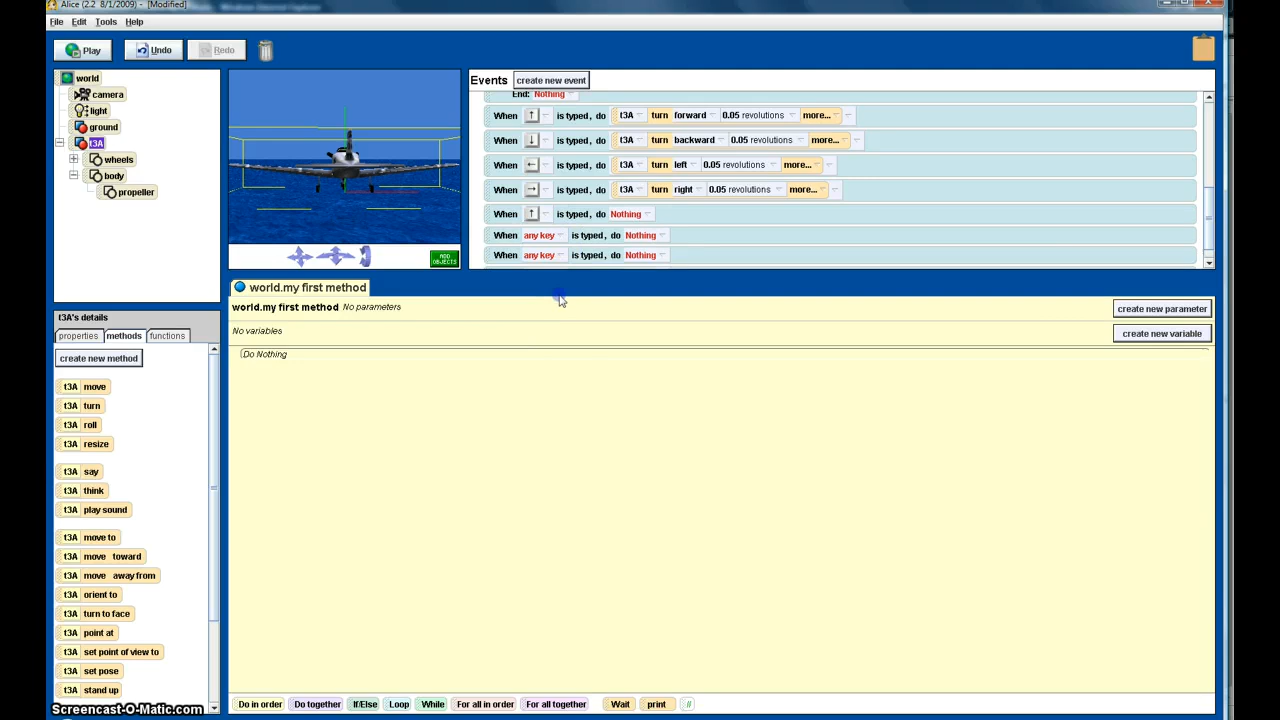 Alice (2.2 8/1/2009) - [Modified]
File Edit Tools Help
Play Undo Redo
world
camera
light
ground
t3A
wheels
body
propeller
ADD OBJECTS
Events create new event
End: Nothing
When ↑ is typed, do t3A turn forward 0.05 revolutions more...
When ↓ is typed, do t3A turn backward 0.05 revolutions more...
When ← is typed, do t3A turn left 0.05 revolutions more...
When → is typed, do t3A turn right 0.05 revolutions more...
When ↑ is typed, do Nothing
When any key is typed, do Nothing
When any key is typed, do Nothing
world.my first method
world.my first method No parameters create new parameter
No variables create new variable
Do Nothing
t3A's details
properties methods functions
create new method
t3A move
t3A turn
t3A roll
t3A resize
t3A say
t3A think
t3A play sound
t3A move to
t3A move toward
t3A move away from
t3A orient to
t3A turn to face
t3A point at
t3A set point of view to
t3A set pose
t3A stand up
Do in order Do together If/Else Loop While For all in order For all together Wait print //
Screencast-O-Matic.com